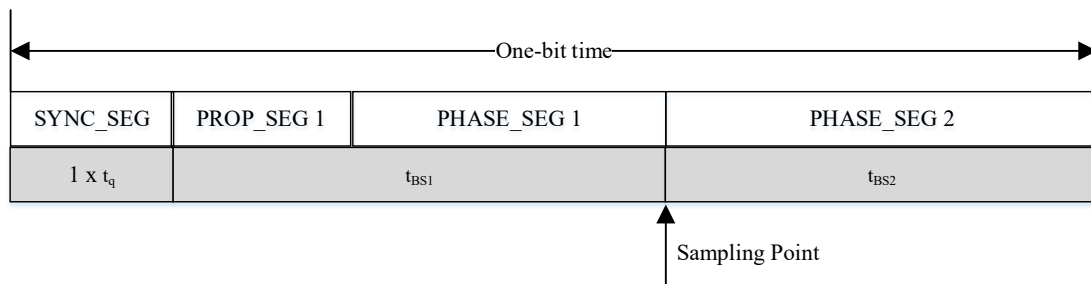 One-bit time
SYNC_SEG PROP_SEG 1 PHASE_SEG 1 PHASE_SEG 2
1 x tq tBS1 tBS2
Sampling Point